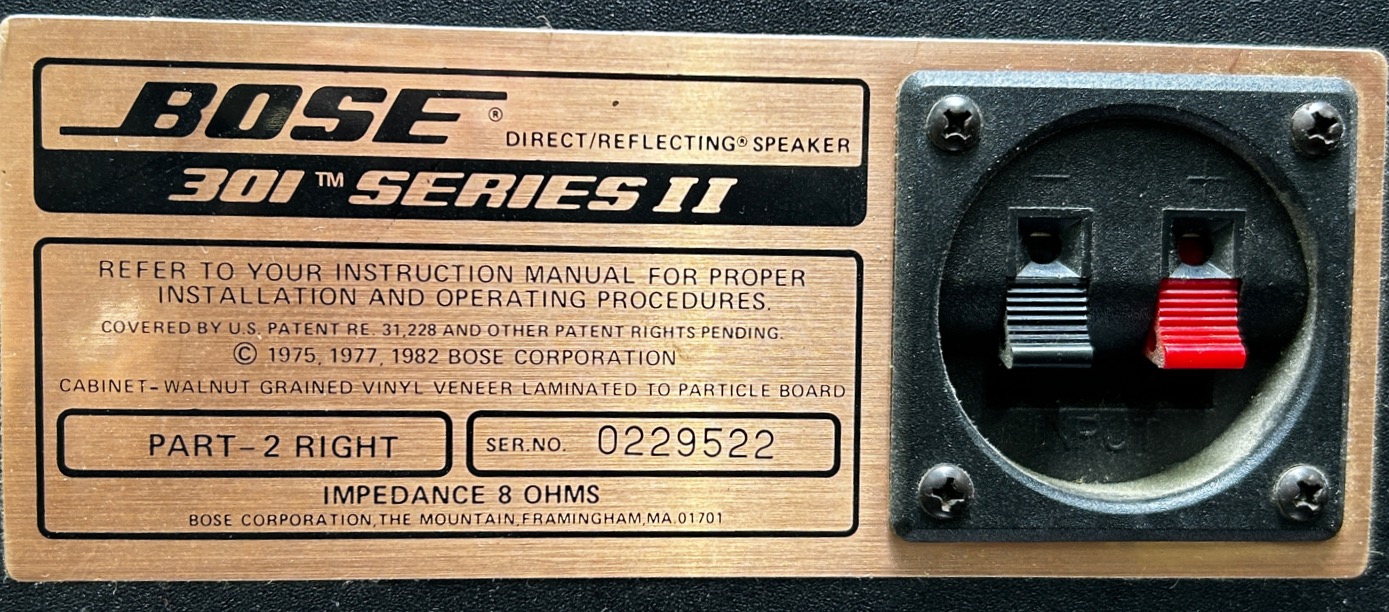 BOSE®
DIRECT/REFLECTING® SPEAKER
301™ SERIES II
REFER TO YOUR INSTRUCTION MANUAL FOR PROPER
INSTALLATION AND OPERATING PROCEDURES.
COVERED BY U.S. PATENT RE. 31,228 AND OTHER PATENT RIGHTS PENDING.
© 1975, 1977, 1982 BOSE CORPORATION
CABINET-WALNUT GRAINED VINYL VENEER LAMINATED TO PARTICLE BOARD
PART-2 RIGHT
SER.NO. 0229522
IMPEDANCE 8 OHMS
BOSE CORPORATION, THE MOUNTAIN, FRAMINGHAM, MA. 01701
− +
INPUT